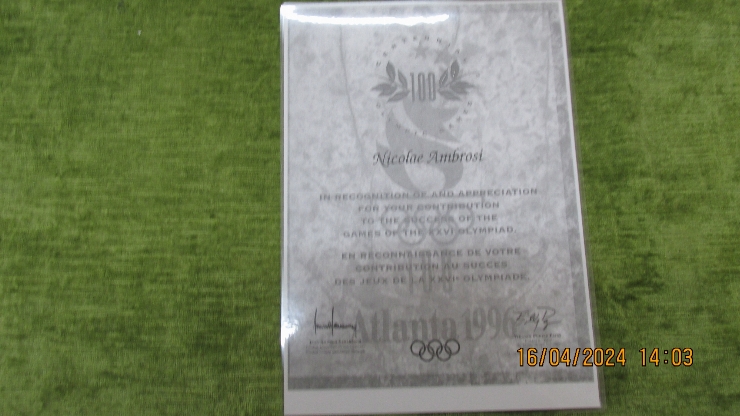 CENTENNIAL
100
Nicolae Ambrosi
IN RECOGNITION OF AND APPRECIATION
FOR YOUR CONTRIBUTION
TO THE SUCCESS OF THE
GAMES OF THE XXVI OLYMPIAD.
EN RECONNAISSANCE DE VOTRE
CONTRIBUTION AU SUCCES
DES JEUX DE LA XXVIe OLYMPIADE.
Atlanta 1996
16/04/2024 14:03